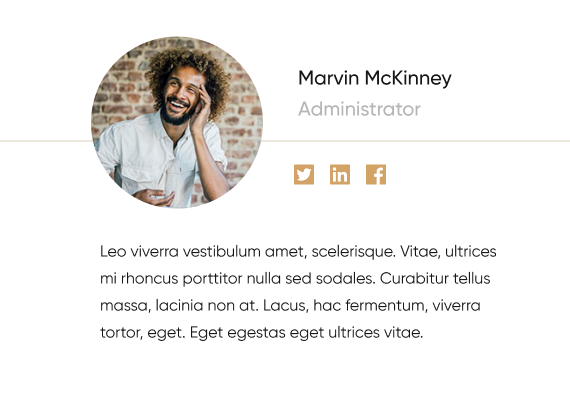 Marvin McKinney
Administrator
Leo viverra vestibulum amet, scelerisque. Vitae, ultrices
mi rhoncus porttitor nulla sed sodales. Curabitur tellus
massa, lacinia non at. Lacus, hac fermentum, viverra
tortor, eget. Eget egestas eget ultrices vitae.